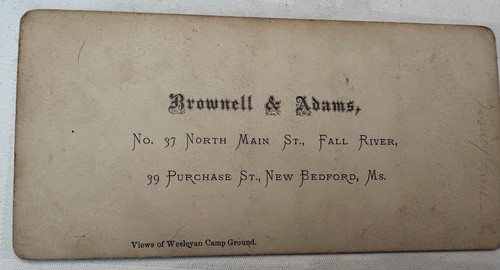 Brownell & Adams,
No. 37 North Main St., Fall River,
39 Purchase St., New Bedford, Ms.
Views of Wesleyan Camp Ground.